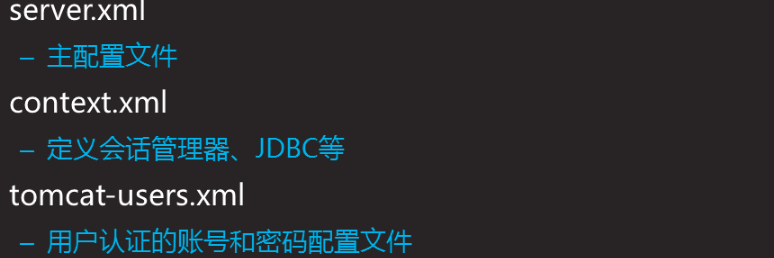 server.xml
– 主配置文件
context.xml
– 定义会话管理器、JDBC等
tomcat-users.xml
– 用户认证的账号和密码配置文件